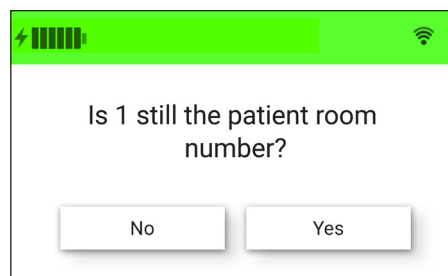 Is 1 still the patient room
number?
No
Yes